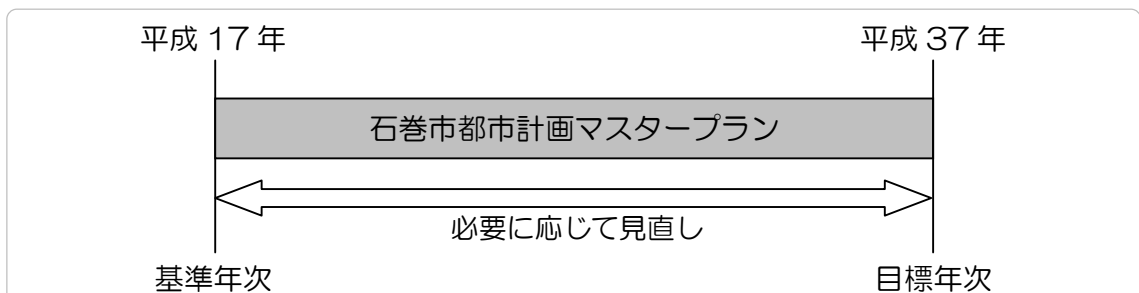 平成 17 年
平成 37 年
石巻市都市計画マスタープラン
必要に応じて見直し
基準年次
目標年次